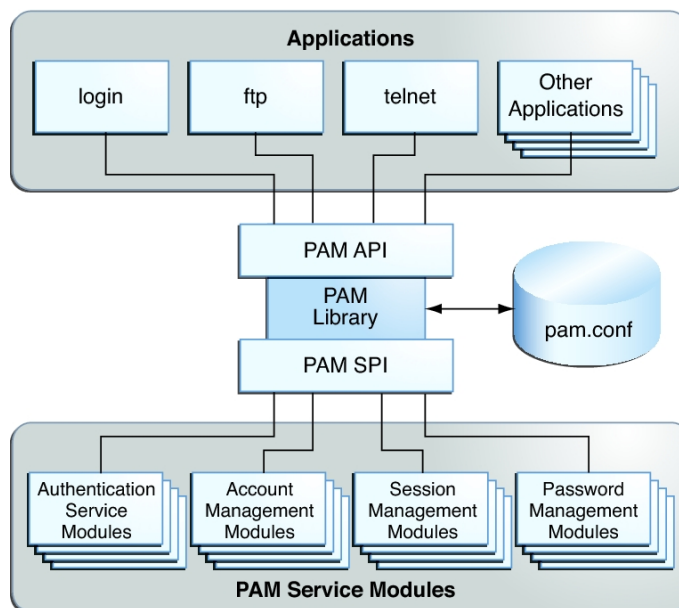 Applications
login
ftp
telnet
Other
Applications
PAM API
PAM
Library
pam.conf
PAM SPI
Authentication
Service
Modules
Account
Management
Modules
Session
Management
Modules
Password
Management
Modules
PAM Service Modules